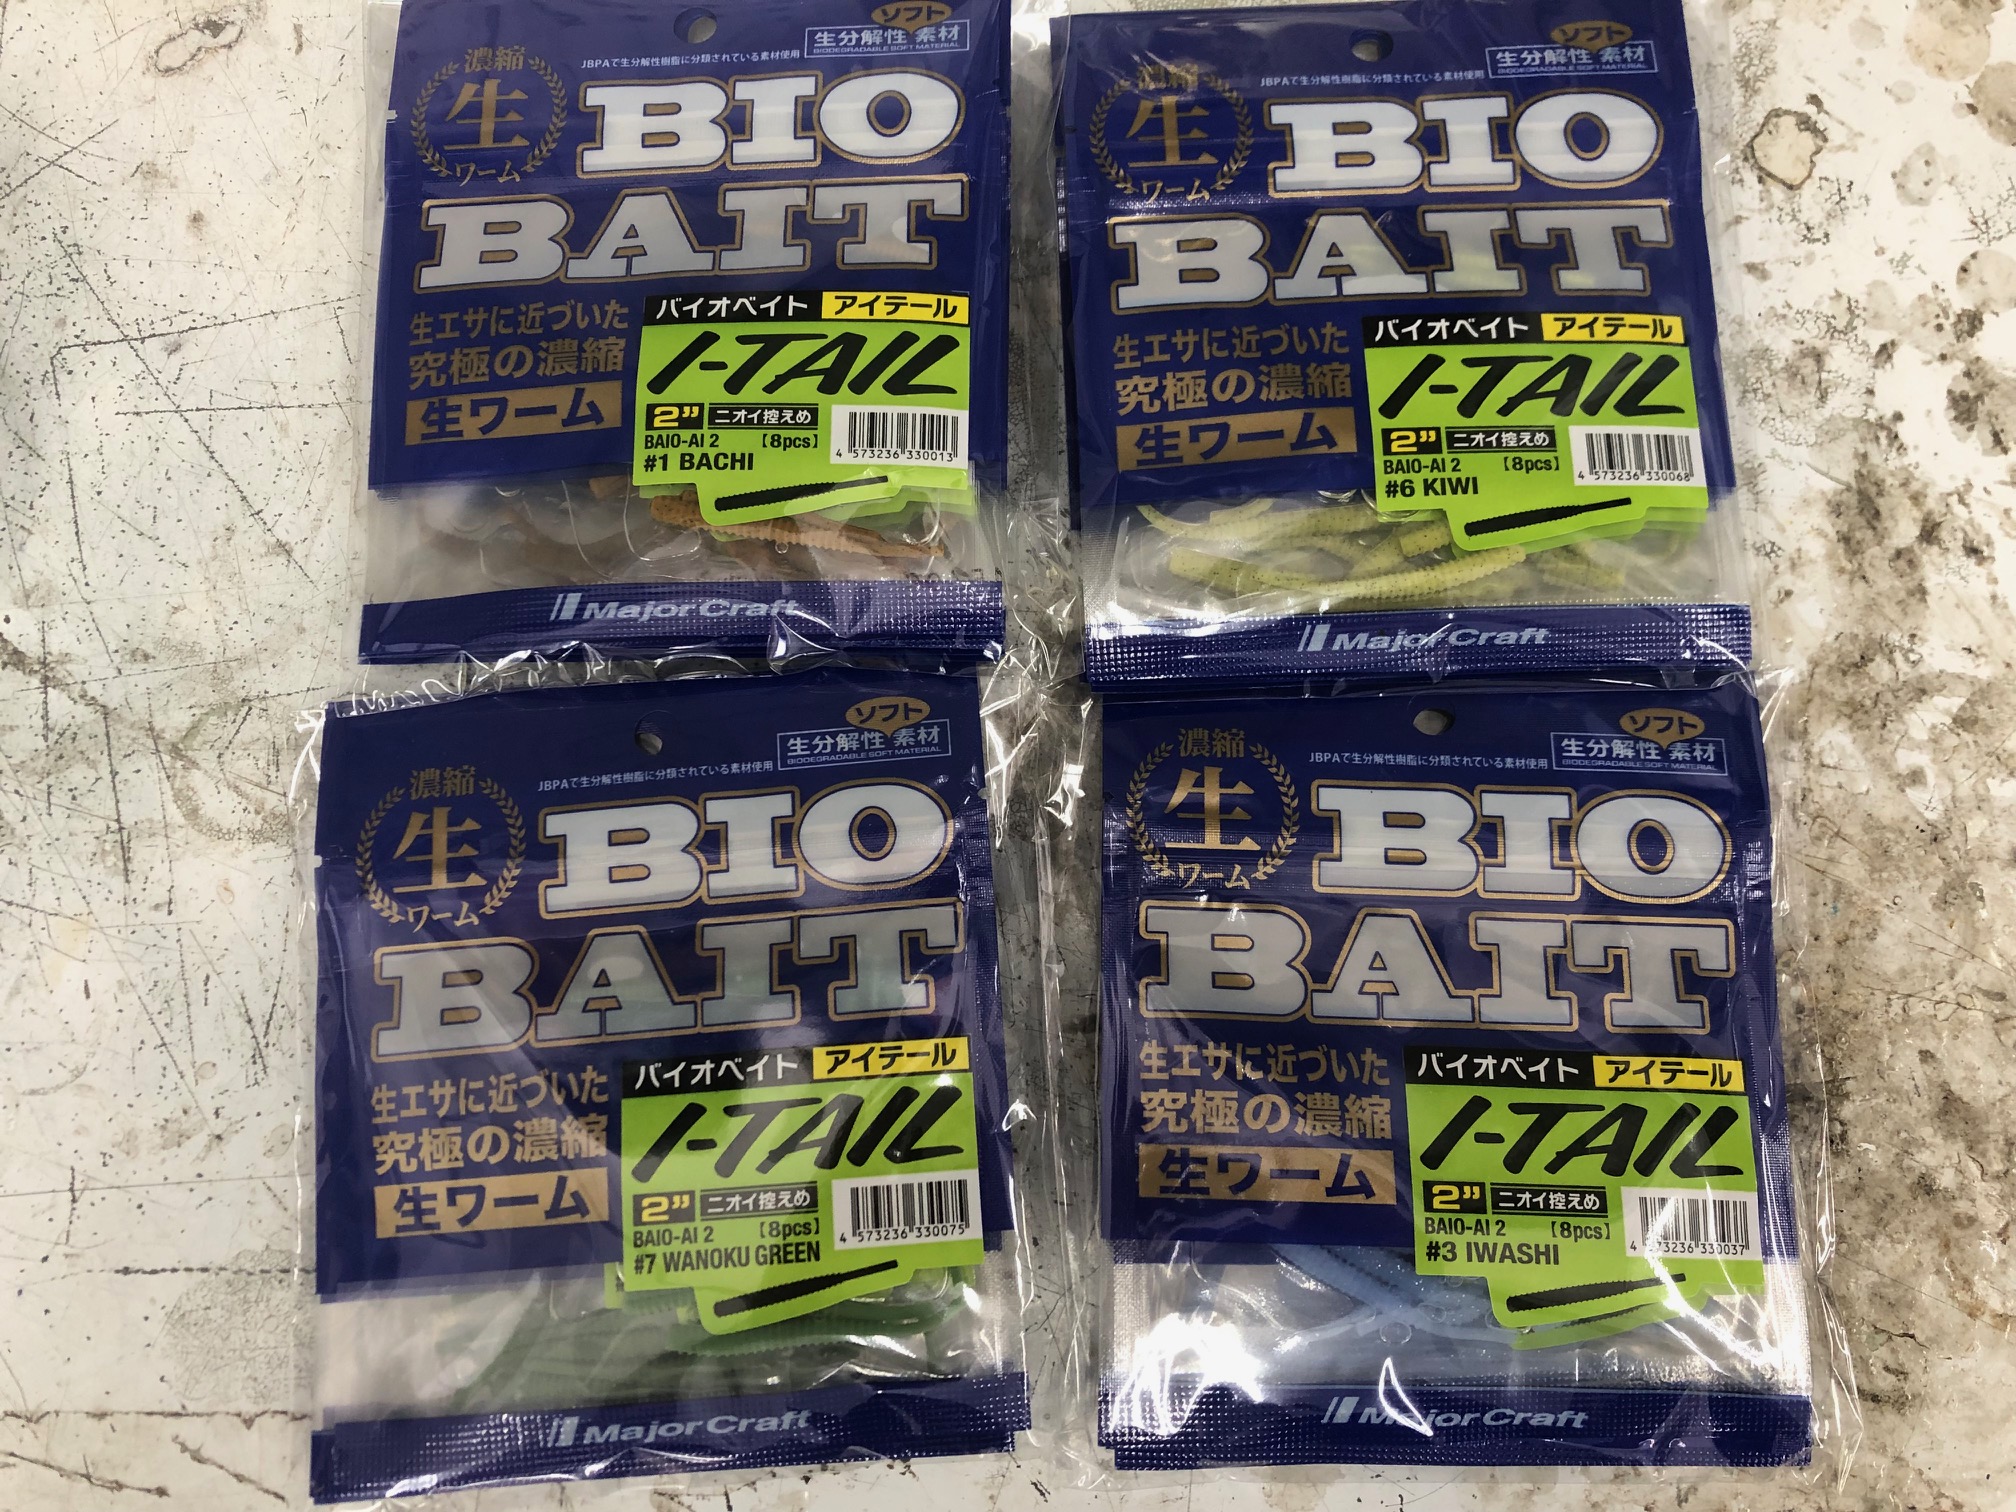 ソフト
生分解性 素材
BIODEGRADABLE SOFT MATERIAL
JBPAで生分解性樹脂に分類されている素材使用
濃縮
生
ワーム
BIO
BAIT
生エサに近づいた
究極の濃縮
生ワーム
バイオベイト アイテール
I-TAIL
2" ニオイ控えめ
BAIO-AI 2 【8pcs】
#1 BACHI
4 573236 330013
Major Craft
ソフト
生分解性 素材
BIODEGRADABLE SOFT MATERIAL
JBPAで生分解性樹脂に分類されている素材使用
濃縮
生
ワーム
BIO
BAIT
生エサに近づいた
究極の濃縮
生ワーム
バイオベイト アイテール
I-TAIL
2" ニオイ控えめ
BAIO-AI 2 【8pcs】
#6 KIWI
4 573236 330068
Major Craft
ソフト
生分解性 素材
BIODEGRADABLE SOFT MATERIAL
JBPAで生分解性樹脂に分類されている素材使用
濃縮
生
ワーム
BIO
BAIT
生エサに近づいた
究極の濃縮
生ワーム
バイオベイト アイテール
I-TAIL
2" ニオイ控えめ
BAIO-AI 2 【8pcs】
#7 WANOKU GREEN
4 573236 330075
Major Craft
ソフト
生分解性 素材
BIODEGRADABLE SOFT MATERIAL
JBPAで生分解性樹脂に分類されている素材使用
濃縮
生
ワーム
BIO
BAIT
生エサに近づいた
究極の濃縮
生ワーム
バイオベイト アイテール
I-TAIL
2" ニオイ控えめ
BAIO-AI 2 【8pcs】
#3 IWASHI
4 573236 330037
Major Craft